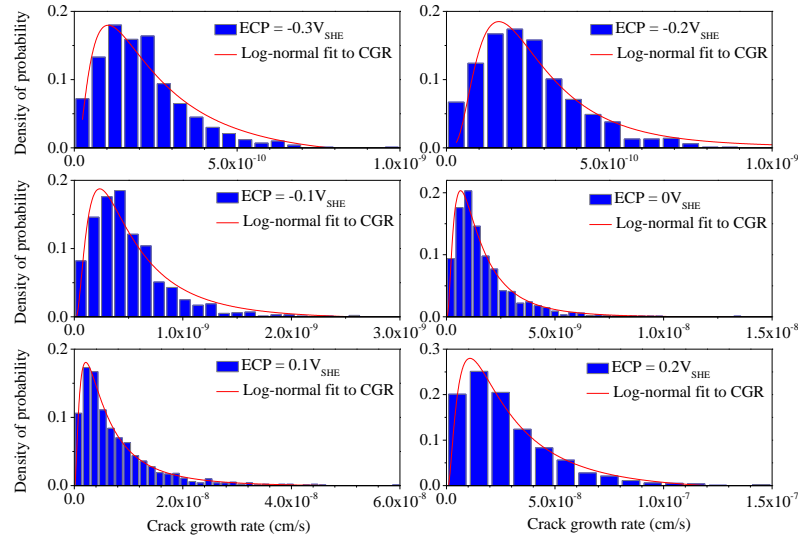 Density of probability
0.2
0.1
0.0
ECP = -0.3V_SHE
Log-normal fit to CGR
0.0
5.0x10^-10
1.0x10^-9
0.2
0.1
0.0
ECP = -0.2V_SHE
Log-normal fit to CGR
0.0
5.0x10^-10
1.0x10^-9
Density of probability
0.2
0.1
0.0
ECP = -0.1V_SHE
Log-normal fit to CGR
0.0
1.0x10^-9
2.0x10^-9
3.0x10^-9
0.2
0.1
0.0
ECP = 0V_SHE
Log-normal fit to CGR
0.0
5.0x10^-9
1.0x10^-8
1.5x10^-8
Density of probability
0.2
0.1
0.0
ECP = 0.1V_SHE
Log-normal fit to CGR
0.0
2.0x10^-8
4.0x10^-8
6.0x10^-8
Crack growth rate (cm/s)
0.3
0.2
0.1
0.0
ECP = 0.2V_SHE
Log-normal fit to CGR
0.0
5.0x10^-8
1.0x10^-7
1.5x10^-7
Crack growth rate (cm/s)